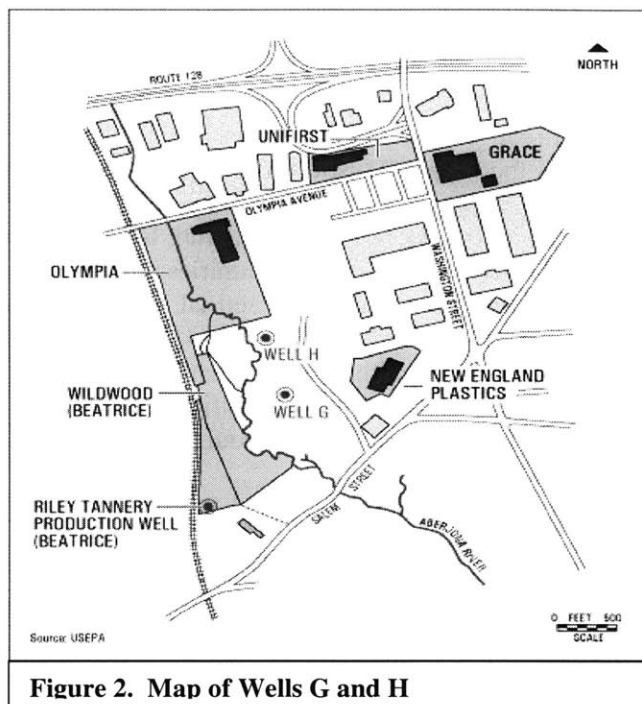 NORTH
ROUTE 128
UNIFIRST
GRACE
OLYMPIA AVENUE
OLYMPIA
WASHINGTON STREET
WELL H
WELL G
WILDWOOD
(BEATRICE)
NEW ENGLAND
PLASTICS
RILEY TANNERY
PRODUCTION WELL
(BEATRICE)
SALEM STREET
ABERJONA RIVER
0 FEET 500
SCALE
Source: USEPA
Figure 2. Map of Wells G and H